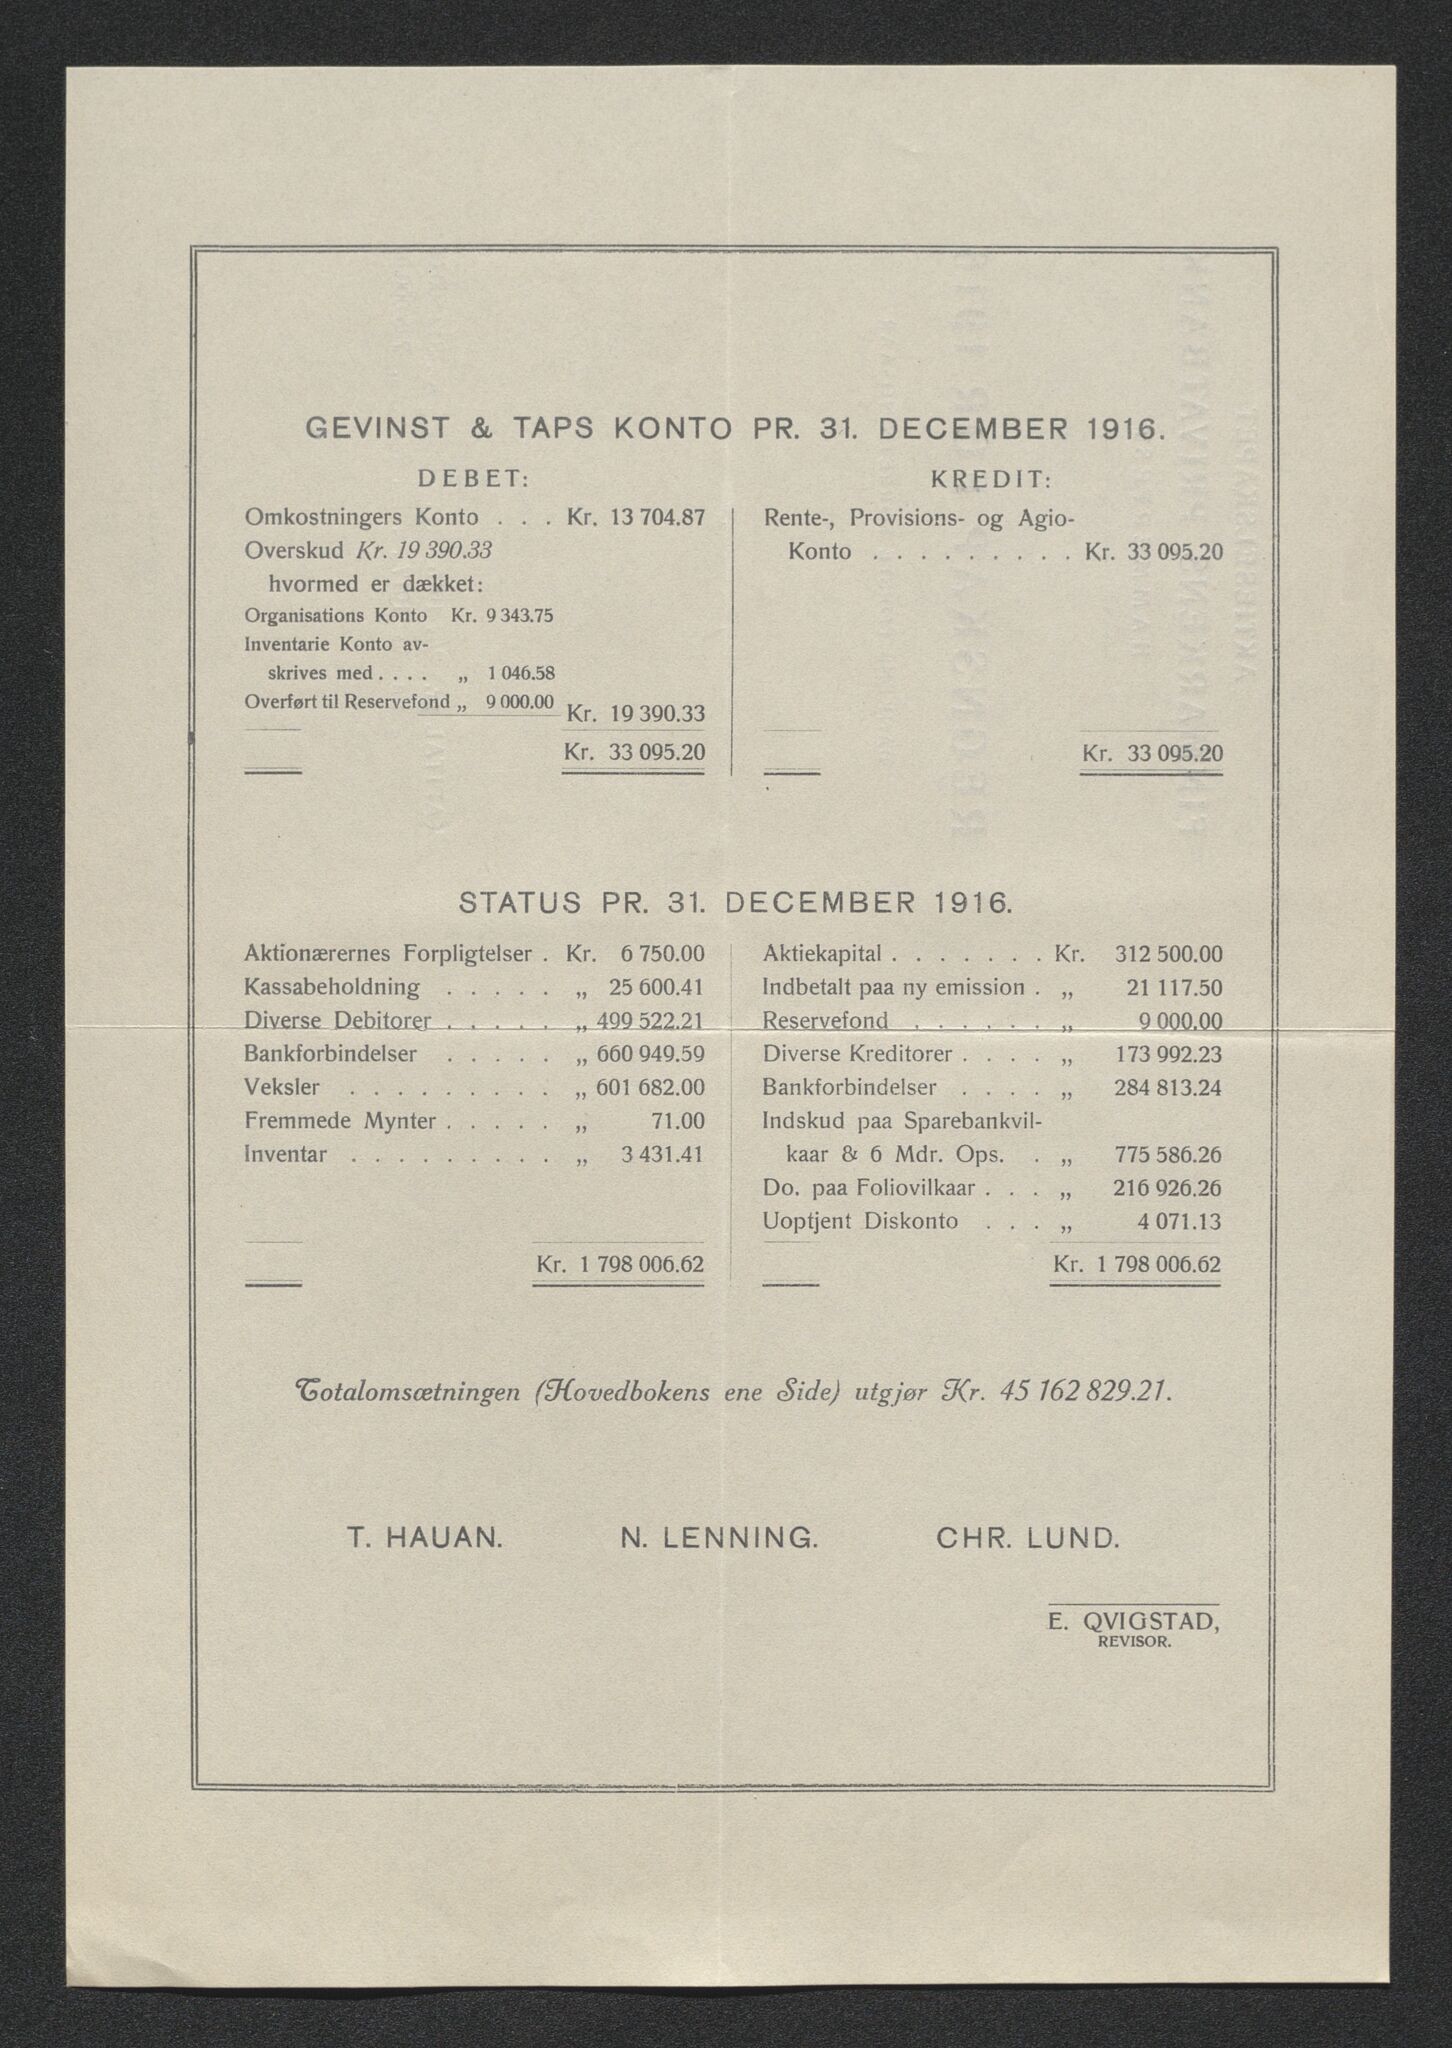 GEVINST & TAPS KONTO PR. 31. DECEMBER 1916.
DEBET:
Omkostningers Konto . . . Kr. 13 704.87
Overskud Kr. 19 390.33
hvormed er dækket:
Organisations Konto Kr. 9 343.75
Inventarie Konto av-
skrives med . . . . „ 1 046.58
Overført til Reservefond „ 9 000.00
Kr. 19 390.33
Kr. 33 095.20
KREDIT:
Rente-, Provisions- og Agio-
Konto . . . . . . . . . Kr. 33 095.20
Kr. 33 095.20
STATUS PR. 31. DECEMBER 1916.
Aktionærernes Forpligtelser . Kr. 6 750.00
Kassabeholdning . . . . . „ 25 600.41
Diverse Debitorer . . . . . „ 499 522.21
Bankforbindelser . . . . . „ 660 949.59
Veksler . . . . . . . . . „ 601 682.00
Fremmede Mynter . . . . . „ 71.00
Inventar . . . . . . . . . „ 3 431.41
Kr. 1 798 006.62
Aktiekapital . . . . . . . Kr. 312 500.00
Indbetalt paa ny emission . „ 21 117.50
Reservefond . . . . . . „ 9 000.00
Diverse Kreditorer . . . . „ 173 992.23
Bankforbindelser . . . . „ 284 813.24
Indskud paa Sparebankvil-
kaar & 6 Mdr. Ops. . „ 775 586.26
Do. paa Foliovilkaar . . . „ 216 926.26
Uoptjent Diskonto . . . „ 4 071.13
Kr. 1 798 006.62
Totalomsætningen (Hovedbokens ene Side) utgjør Kr. 45 162 829.21.
T. HAUAN. N. LENNING. CHR. LUND.
E. QVIGSTAD,
REVISOR.